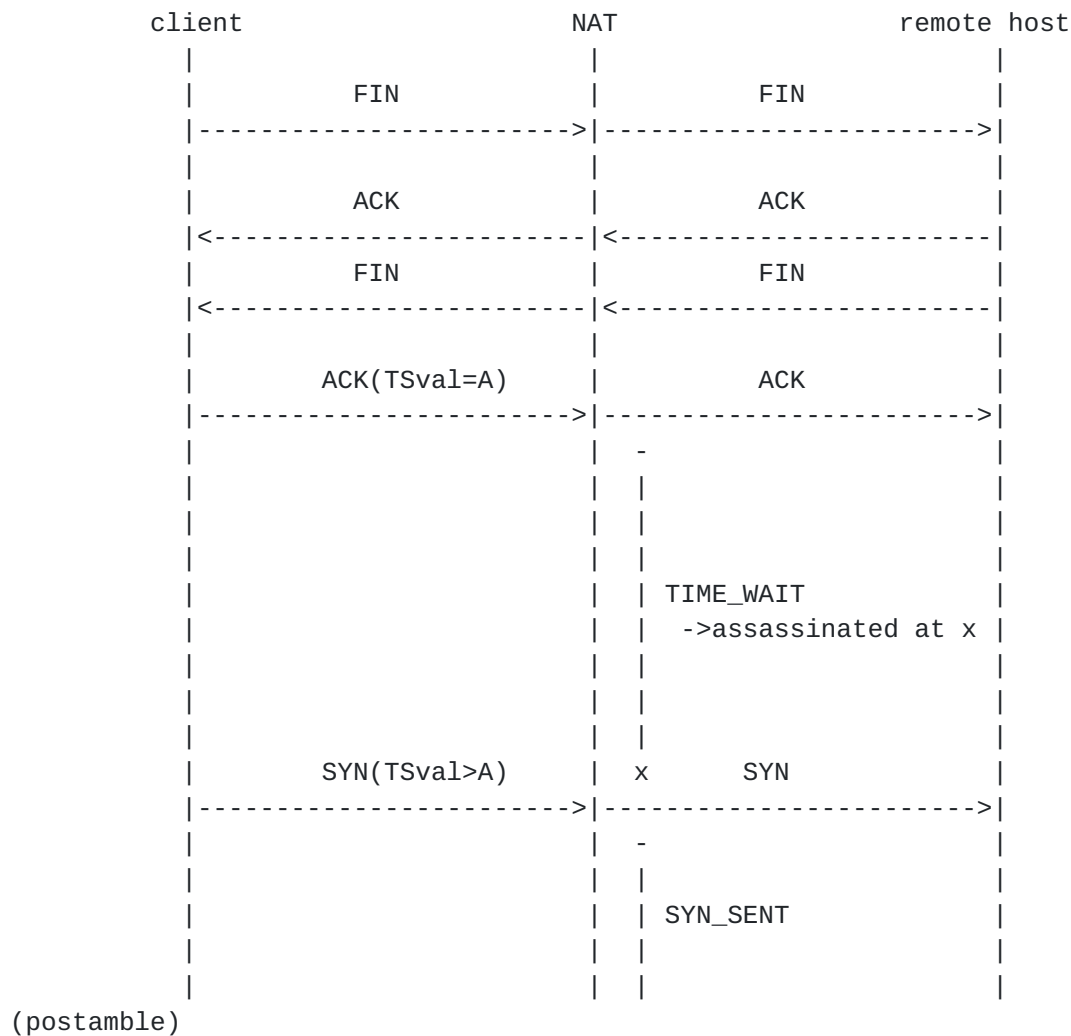 client NAT remote host
FIN FIN
ACK ACK
FIN FIN
ACK(TSval=A) ACK
-
TIME_WAIT
->assassinated at x
SYN(TSval>A) x SYN
-
SYN_SENT
(postamble)